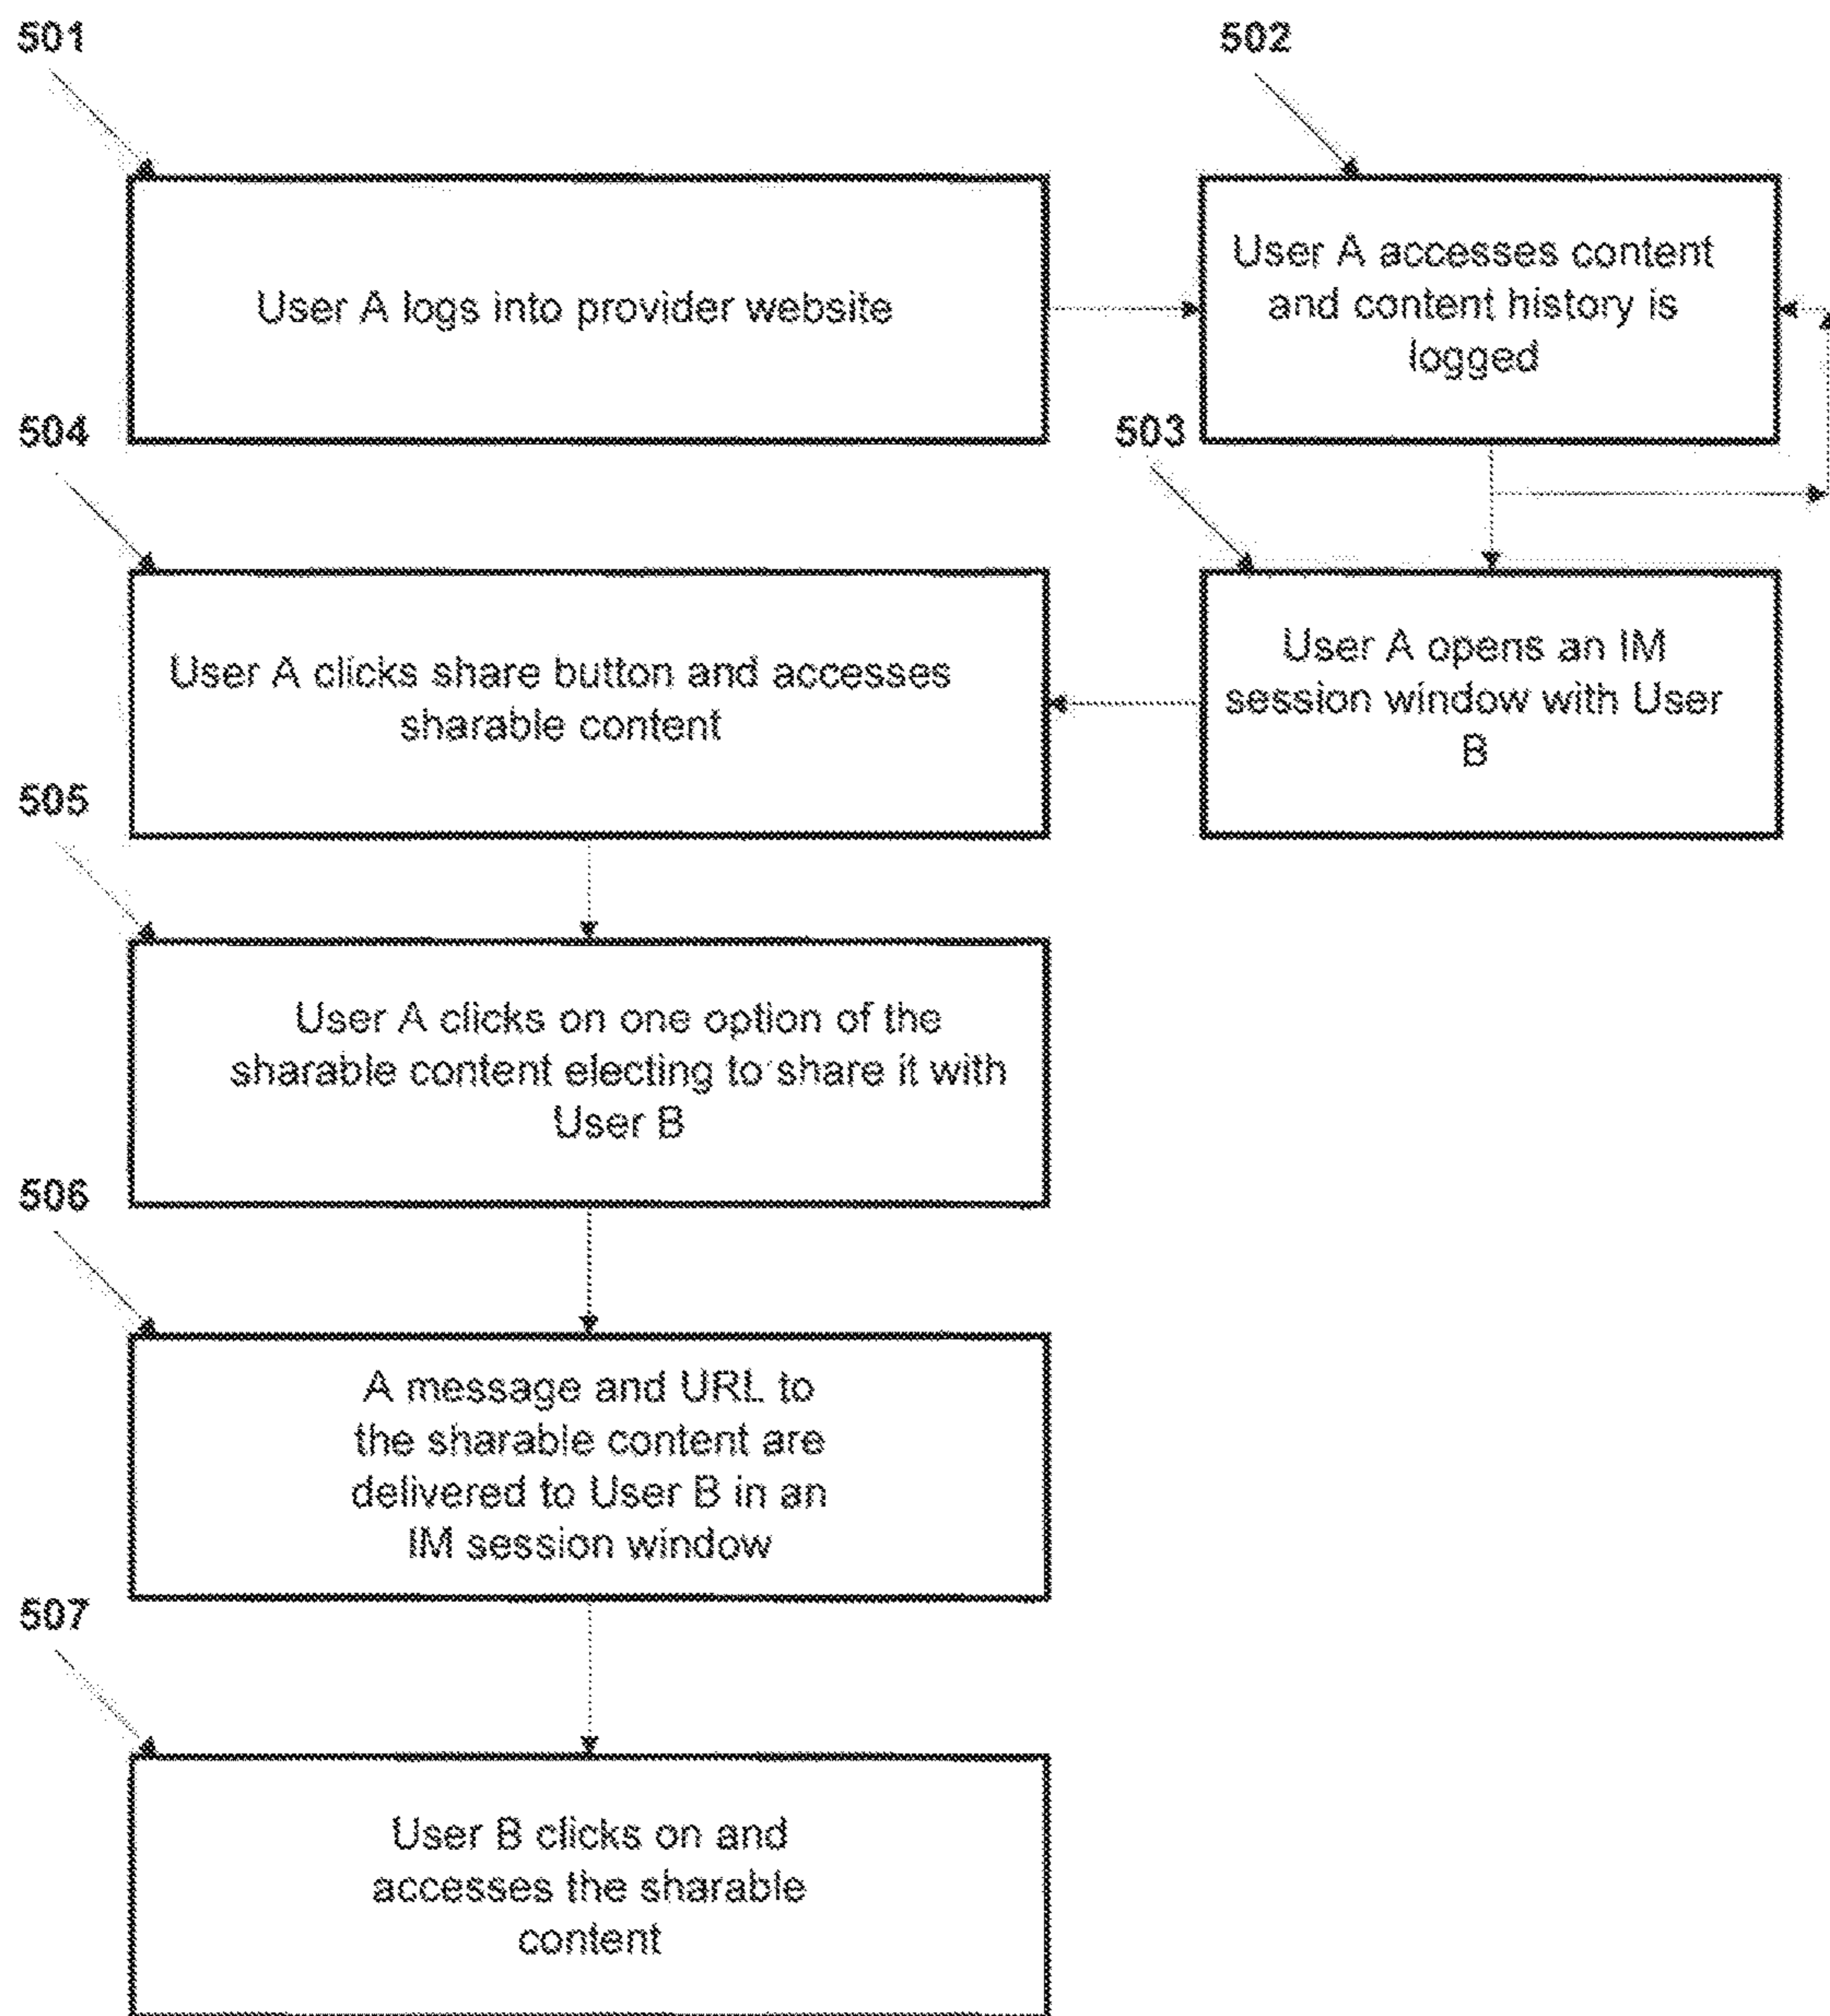 501
User A logs into provider website
502
User A accesses content
and content history is
logged
503
User A opens an IM
session window with User
B
504
User A clicks share button and accesses
sharable content
505
User A clicks on one option of the
sharable content electing to share it with
User B
506
A message and URL to
the sharable content are
delivered to User B in an
IM session window
507
User B clicks on and
accesses the sharable
content